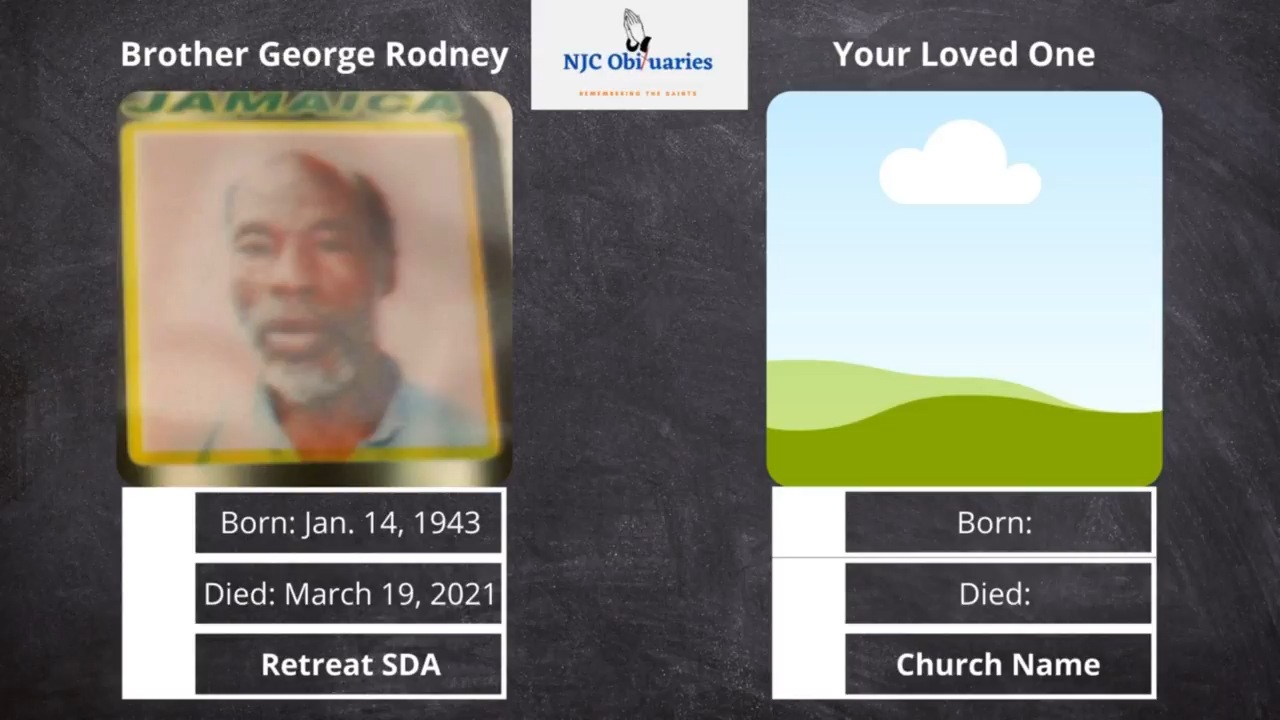 Brother George Rodney
JAMAICA
Born: Jan. 14, 1943
Died: March 19, 2021
Retreat SDA
NJC Obituaries
REMEMBERING THE SAINTS
Your Loved One
Born:
Died:
Church Name